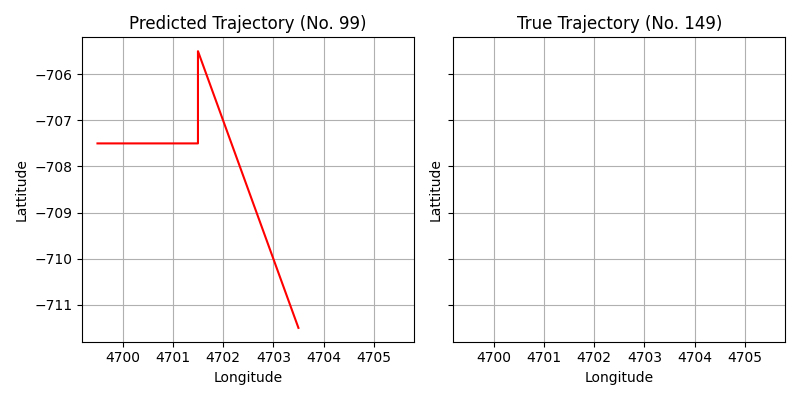 Predicted Trajectory (No. 99)
True Trajectory (No. 149)
Lattitude
−706
−707
−708
−709
−710
−711
4700 4701 4702 4703 4704 4705
Longitude
Lattitude
4700 4701 4702 4703 4704 4705
Longitude